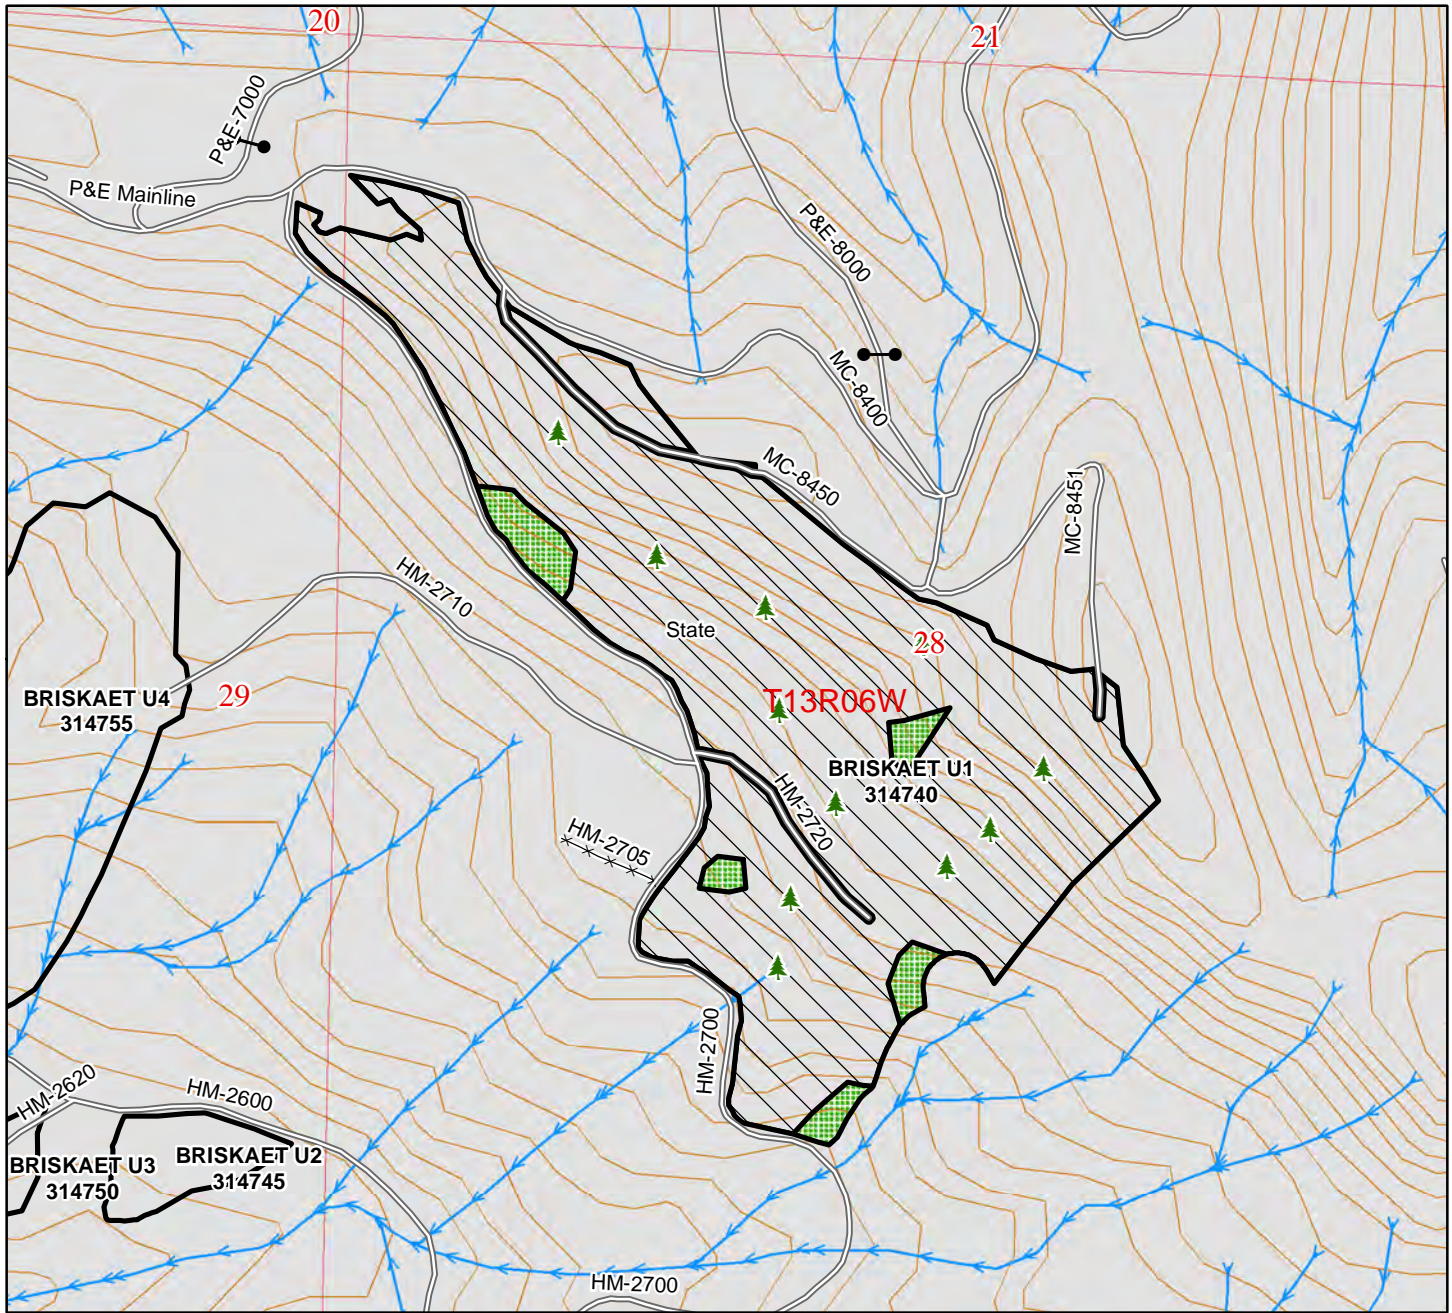 20
21
P&E-7000
P&E Mainline
P&E-8000
MC-8400
MC-8450
MC-8451
HM-2710
State
28
T13R06W
29
BRISKAET U4
314755
BRISKAET U1
314740
HM-2720
HM-2705
HM-2700
HM-2620
HM-2600
BRISKAET U3
314750
BRISKAET U2
314745
HM-2700